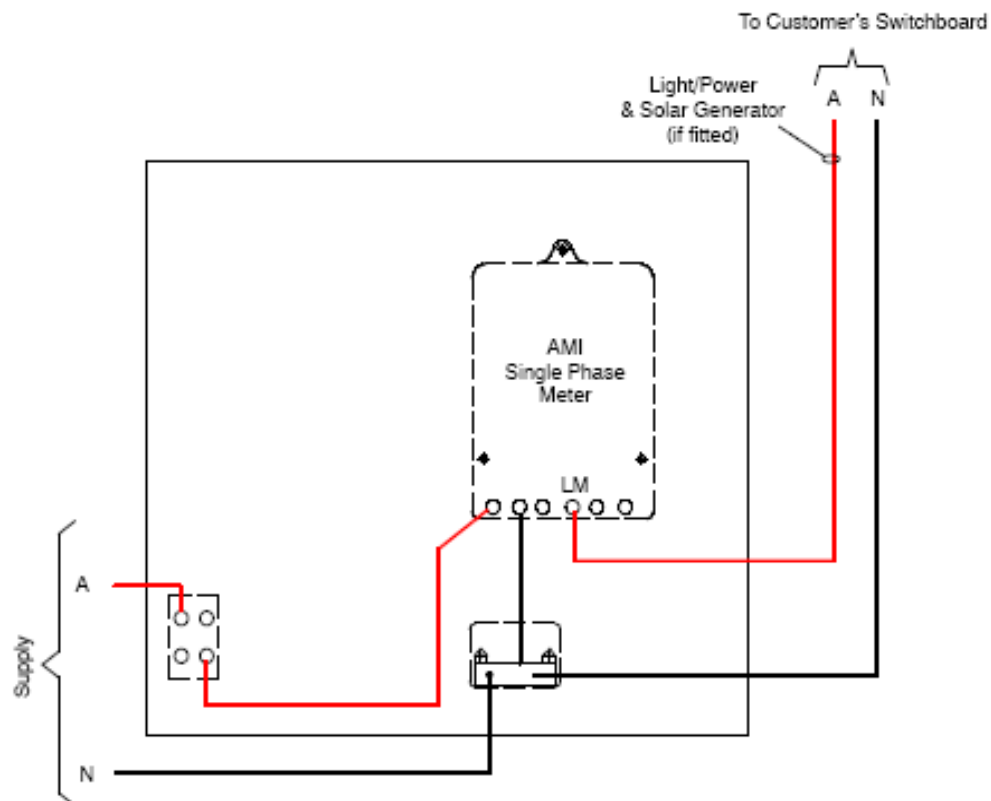 To Customer's Switchboard
Light/Power
& Solar Generator
(if fitted)
A N
AMI
Single Phase
Meter
LM
A
Supply
N